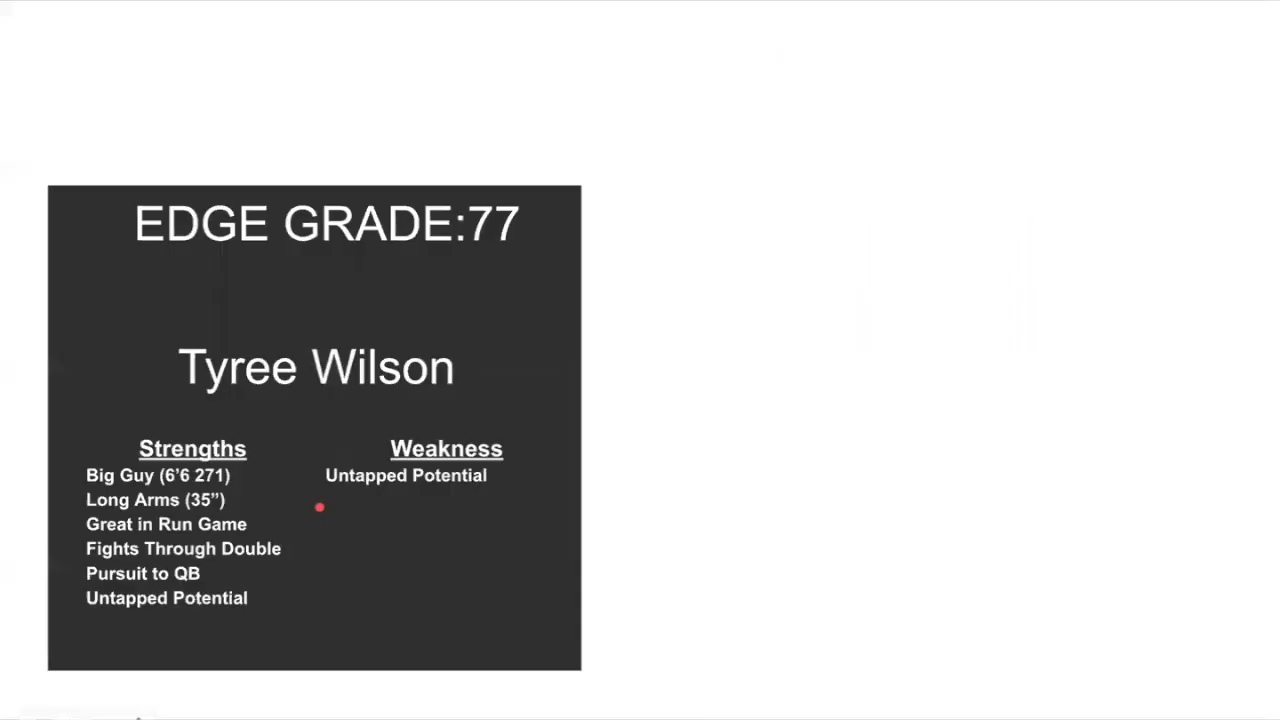 EDGE GRADE:77
Tyree Wilson
Strengths
Big Guy (6’6 271)
Long Arms (35”)
Great in Run Game
Fights Through Double
Pursuit to QB
Untapped Potential
Weakness
Untapped Potential